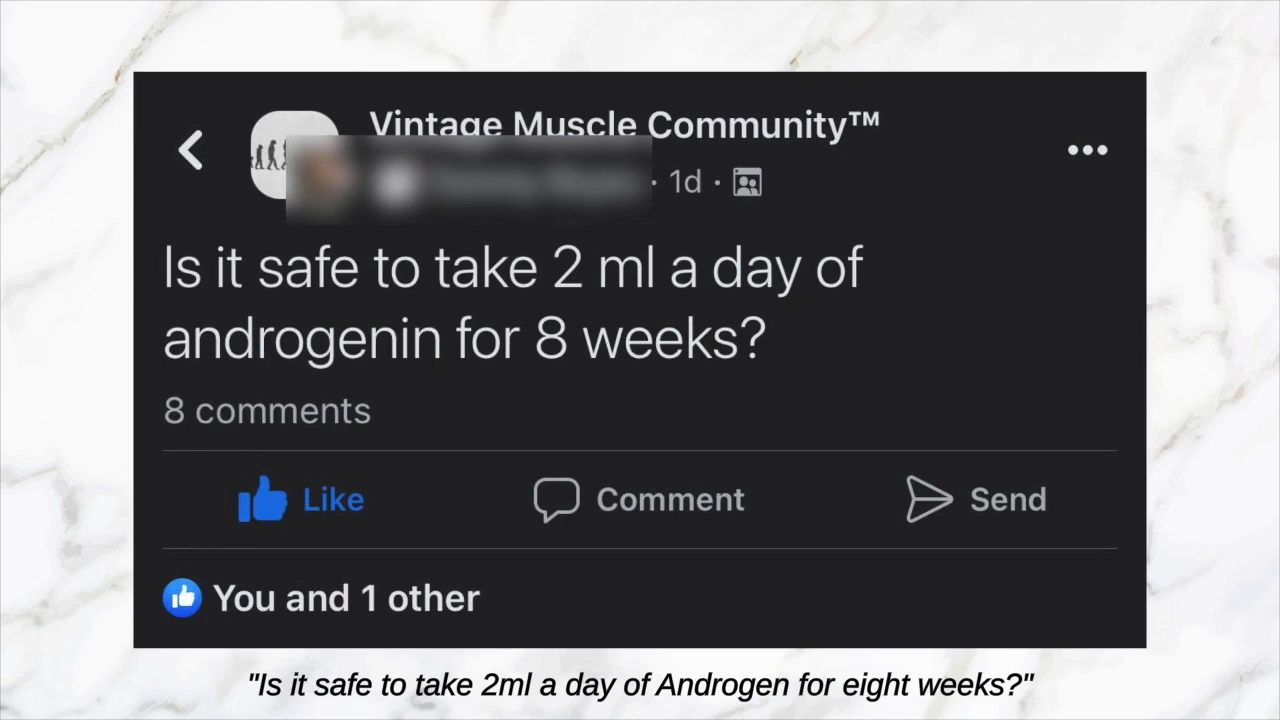 Vintage Muscle Community™
· 1d ·
Is it safe to take 2 ml a day of
androgenin for 8 weeks?
8 comments
Like
Comment
Send
You and 1 other
"Is it safe to take 2ml a day of Androgen for eight weeks?"